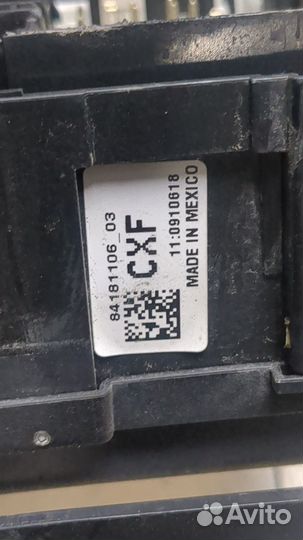 84181106_03
CXF
11:0910618
MADE IN MEXICO
Avito